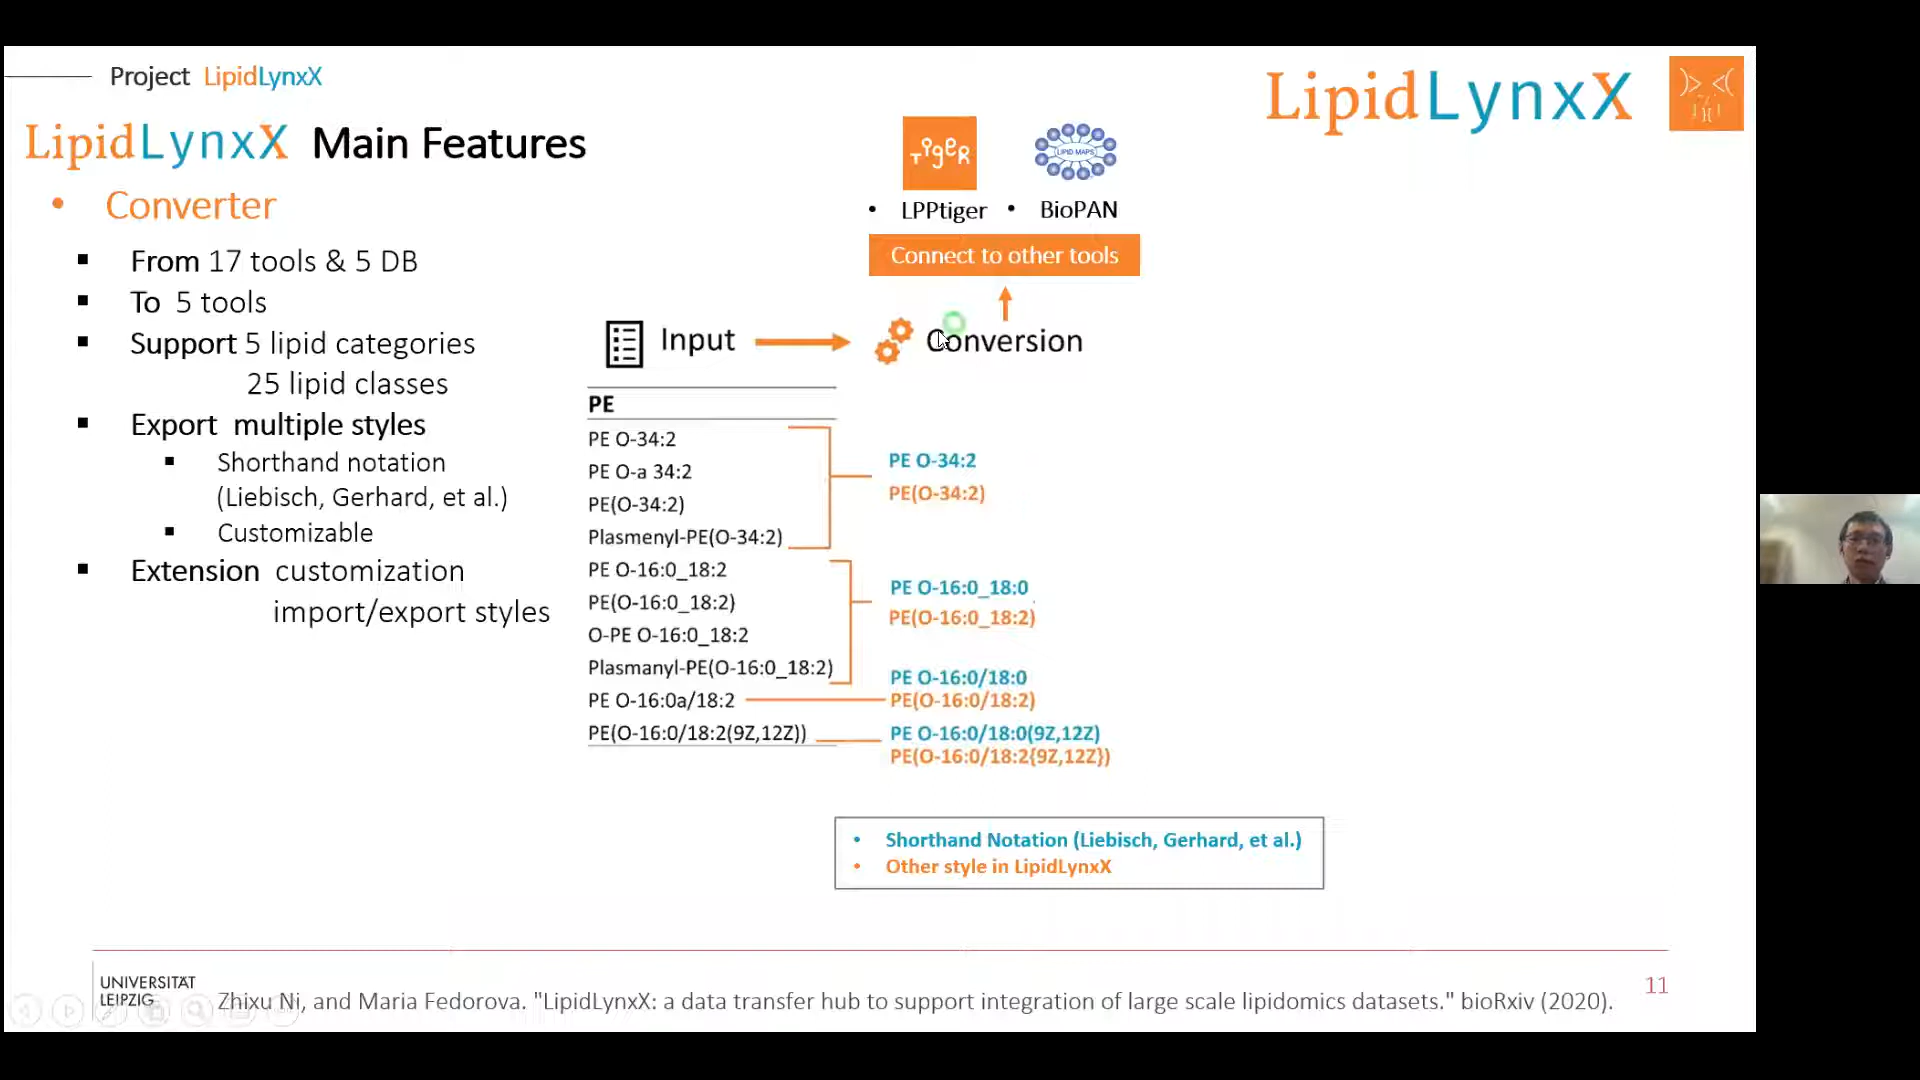 Project LipidLynxX
LipidLynxX
LipidLynxX Main Features
• Converter
▪ From 17 tools & 5 DB
▪ To 5 tools
▪ Support 5 lipid categories
25 lipid classes
▪ Export multiple styles
▪ Shorthand notation
(Liebisch, Gerhard, et al.)
▪ Customizable
▪ Extension customization
import/export styles
TigeR
LIPID MAPS
• LPPtiger • BioPAN
Connect to other tools
Input
Conversion
PE
PE O-34:2
PE O-a 34:2
PE(O-34:2)
Plasmenyl-PE(O-34:2)
PE O-16:0_18:2
PE(O-16:0_18:2)
O-PE O-16:0_18:2
Plasmanyl-PE(O-16:0_18:2)
PE O-16:0a/18:2
PE(O-16:0/18:2(9Z,12Z))
PE O-34:2
PE(O-34:2)
PE O-16:0_18:0
PE(O-16:0_18:2)
PE O-16:0/18:0
PE(O-16:0/18:2)
PE O-16:0/18:0(9Z,12Z)
PE(O-16:0/18:2{9Z,12Z})
• Shorthand Notation (Liebisch, Gerhard, et al.)
• Other style in LipidLynxX
UNIVERSITÄT
LEIPZIG
Zhixu Ni, and Maria Fedorova. "LipidLynxX: a data transfer hub to support integration of large scale lipidomics datasets." bioRxiv (2020).
11